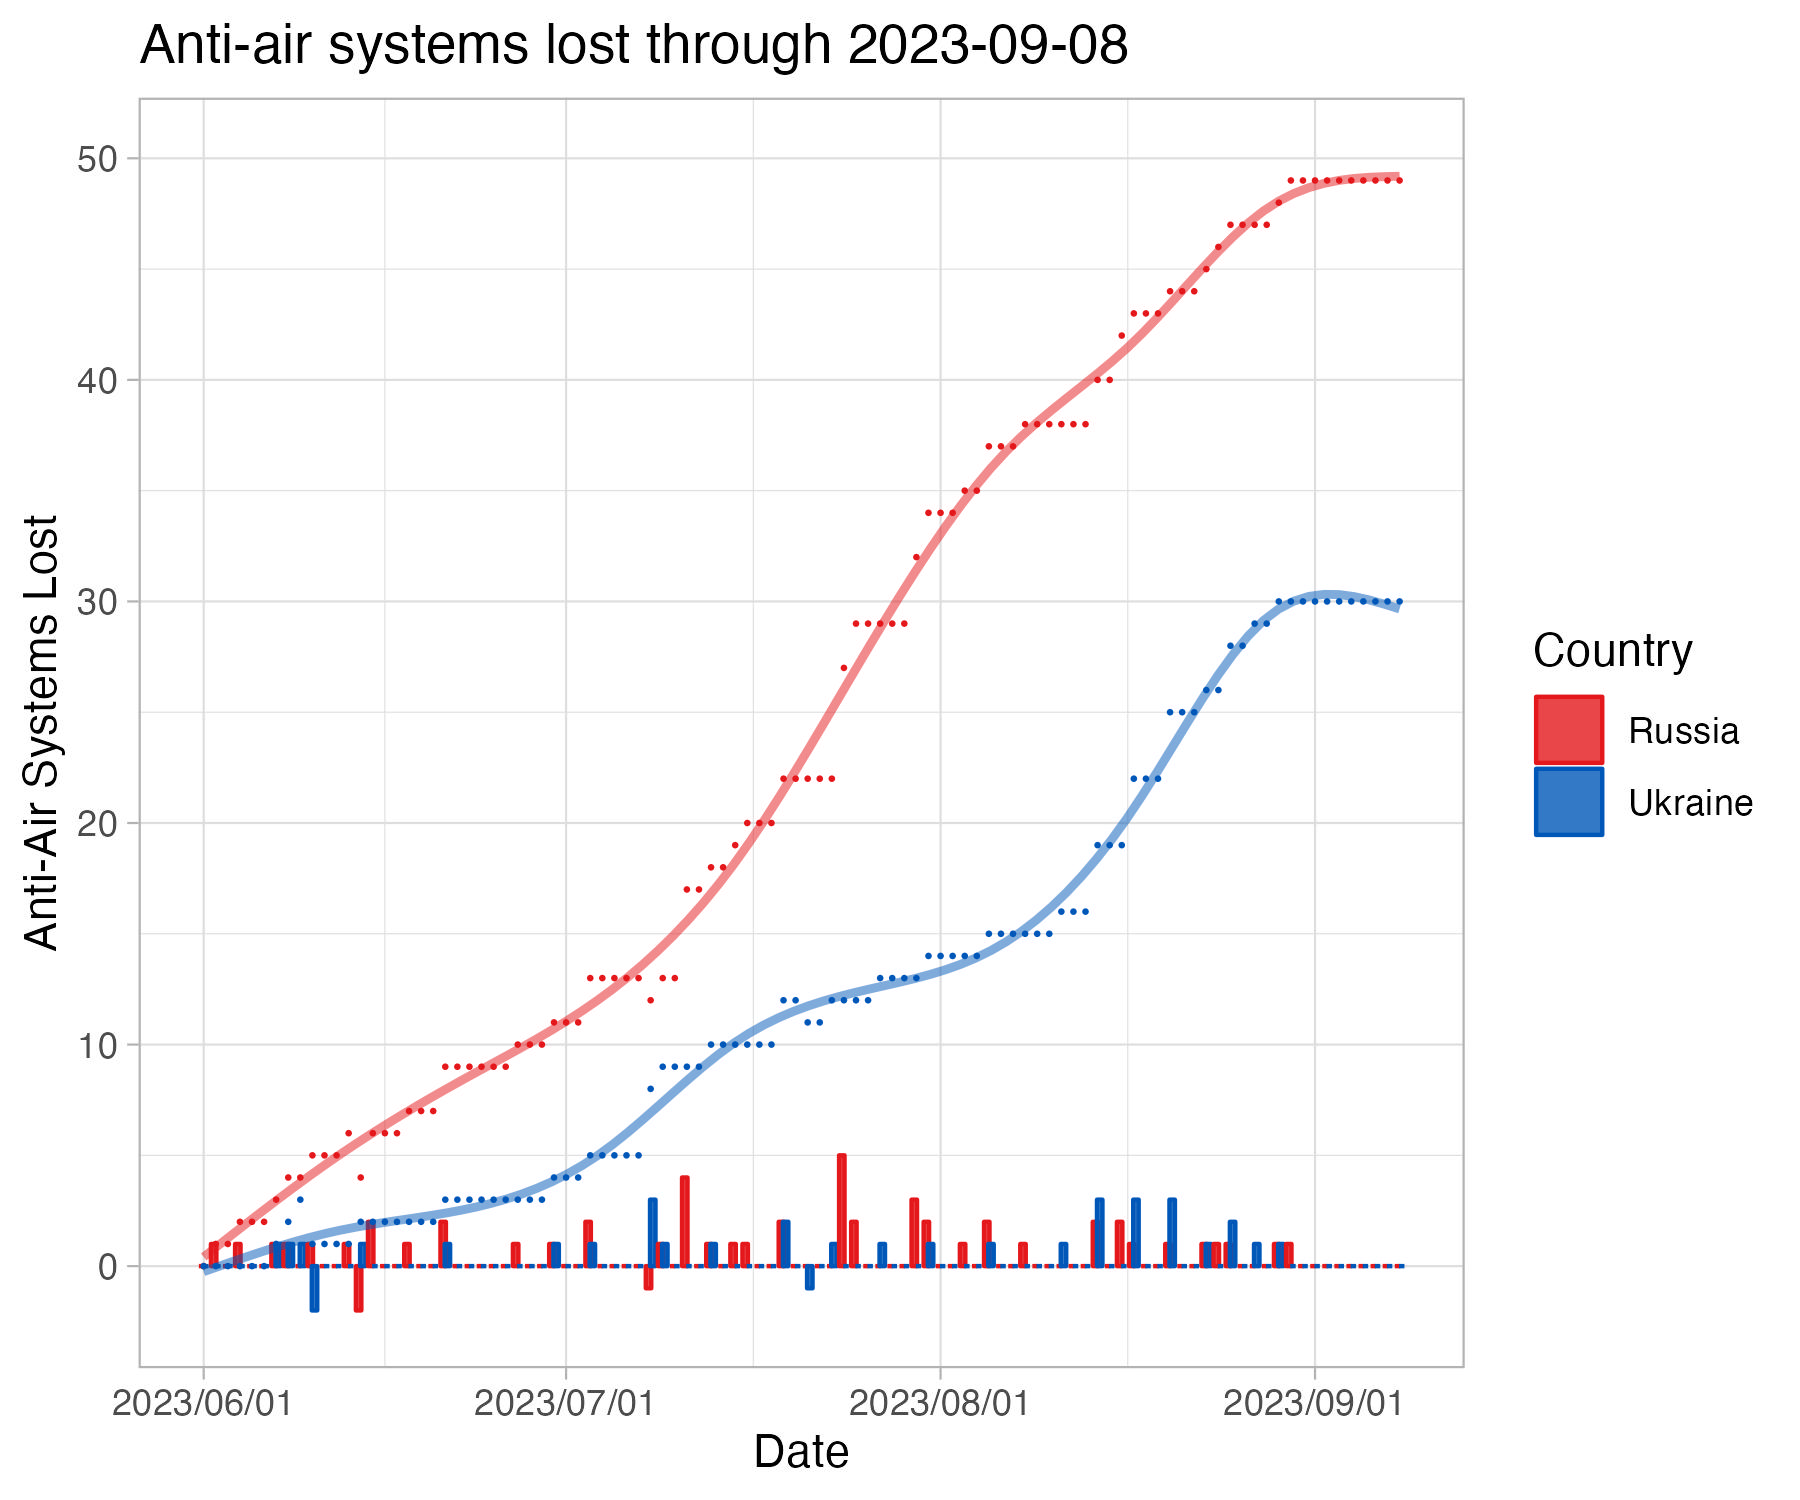 Anti-air systems lost through 2023-09-08
Anti-Air Systems Lost
50
40
30
20
10
0
2023/06/01
2023/07/01
2023/08/01
2023/09/01
Date
Country
Russia
Ukraine